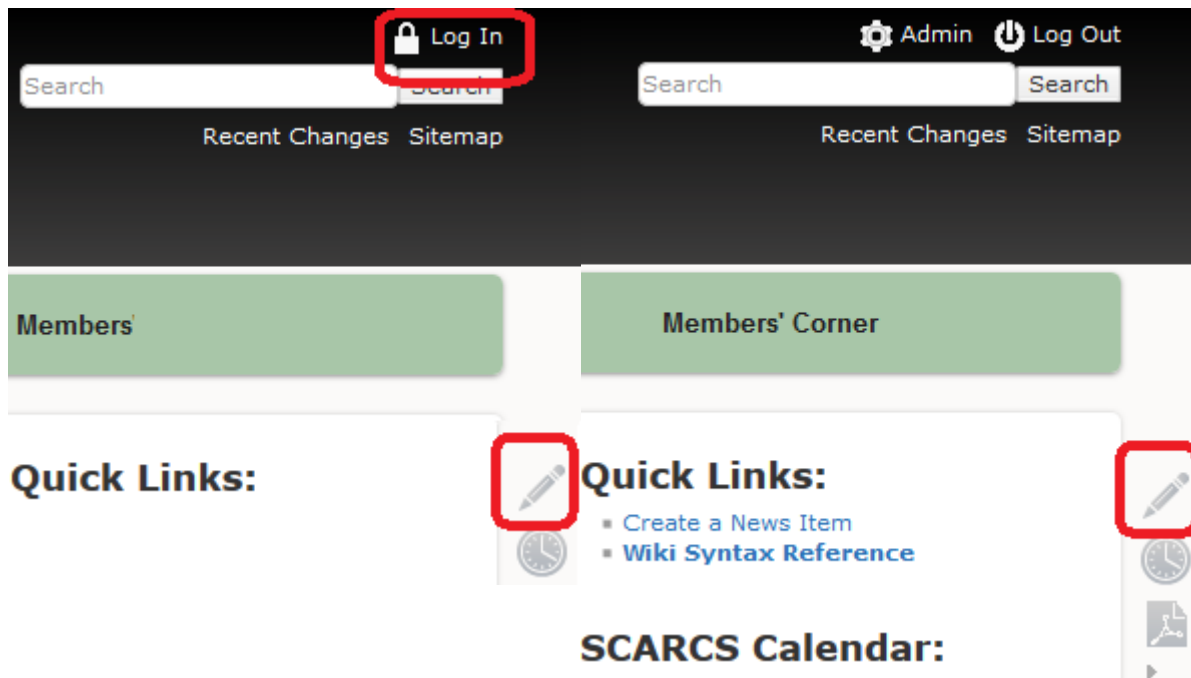 Log In
Search Search
Recent Changes Sitemap
Members'
Quick Links:
Admin Log Out
Search Search
Recent Changes Sitemap
Members' Corner
Quick Links:
Create a News Item
Wiki Syntax Reference
SCARCS Calendar: